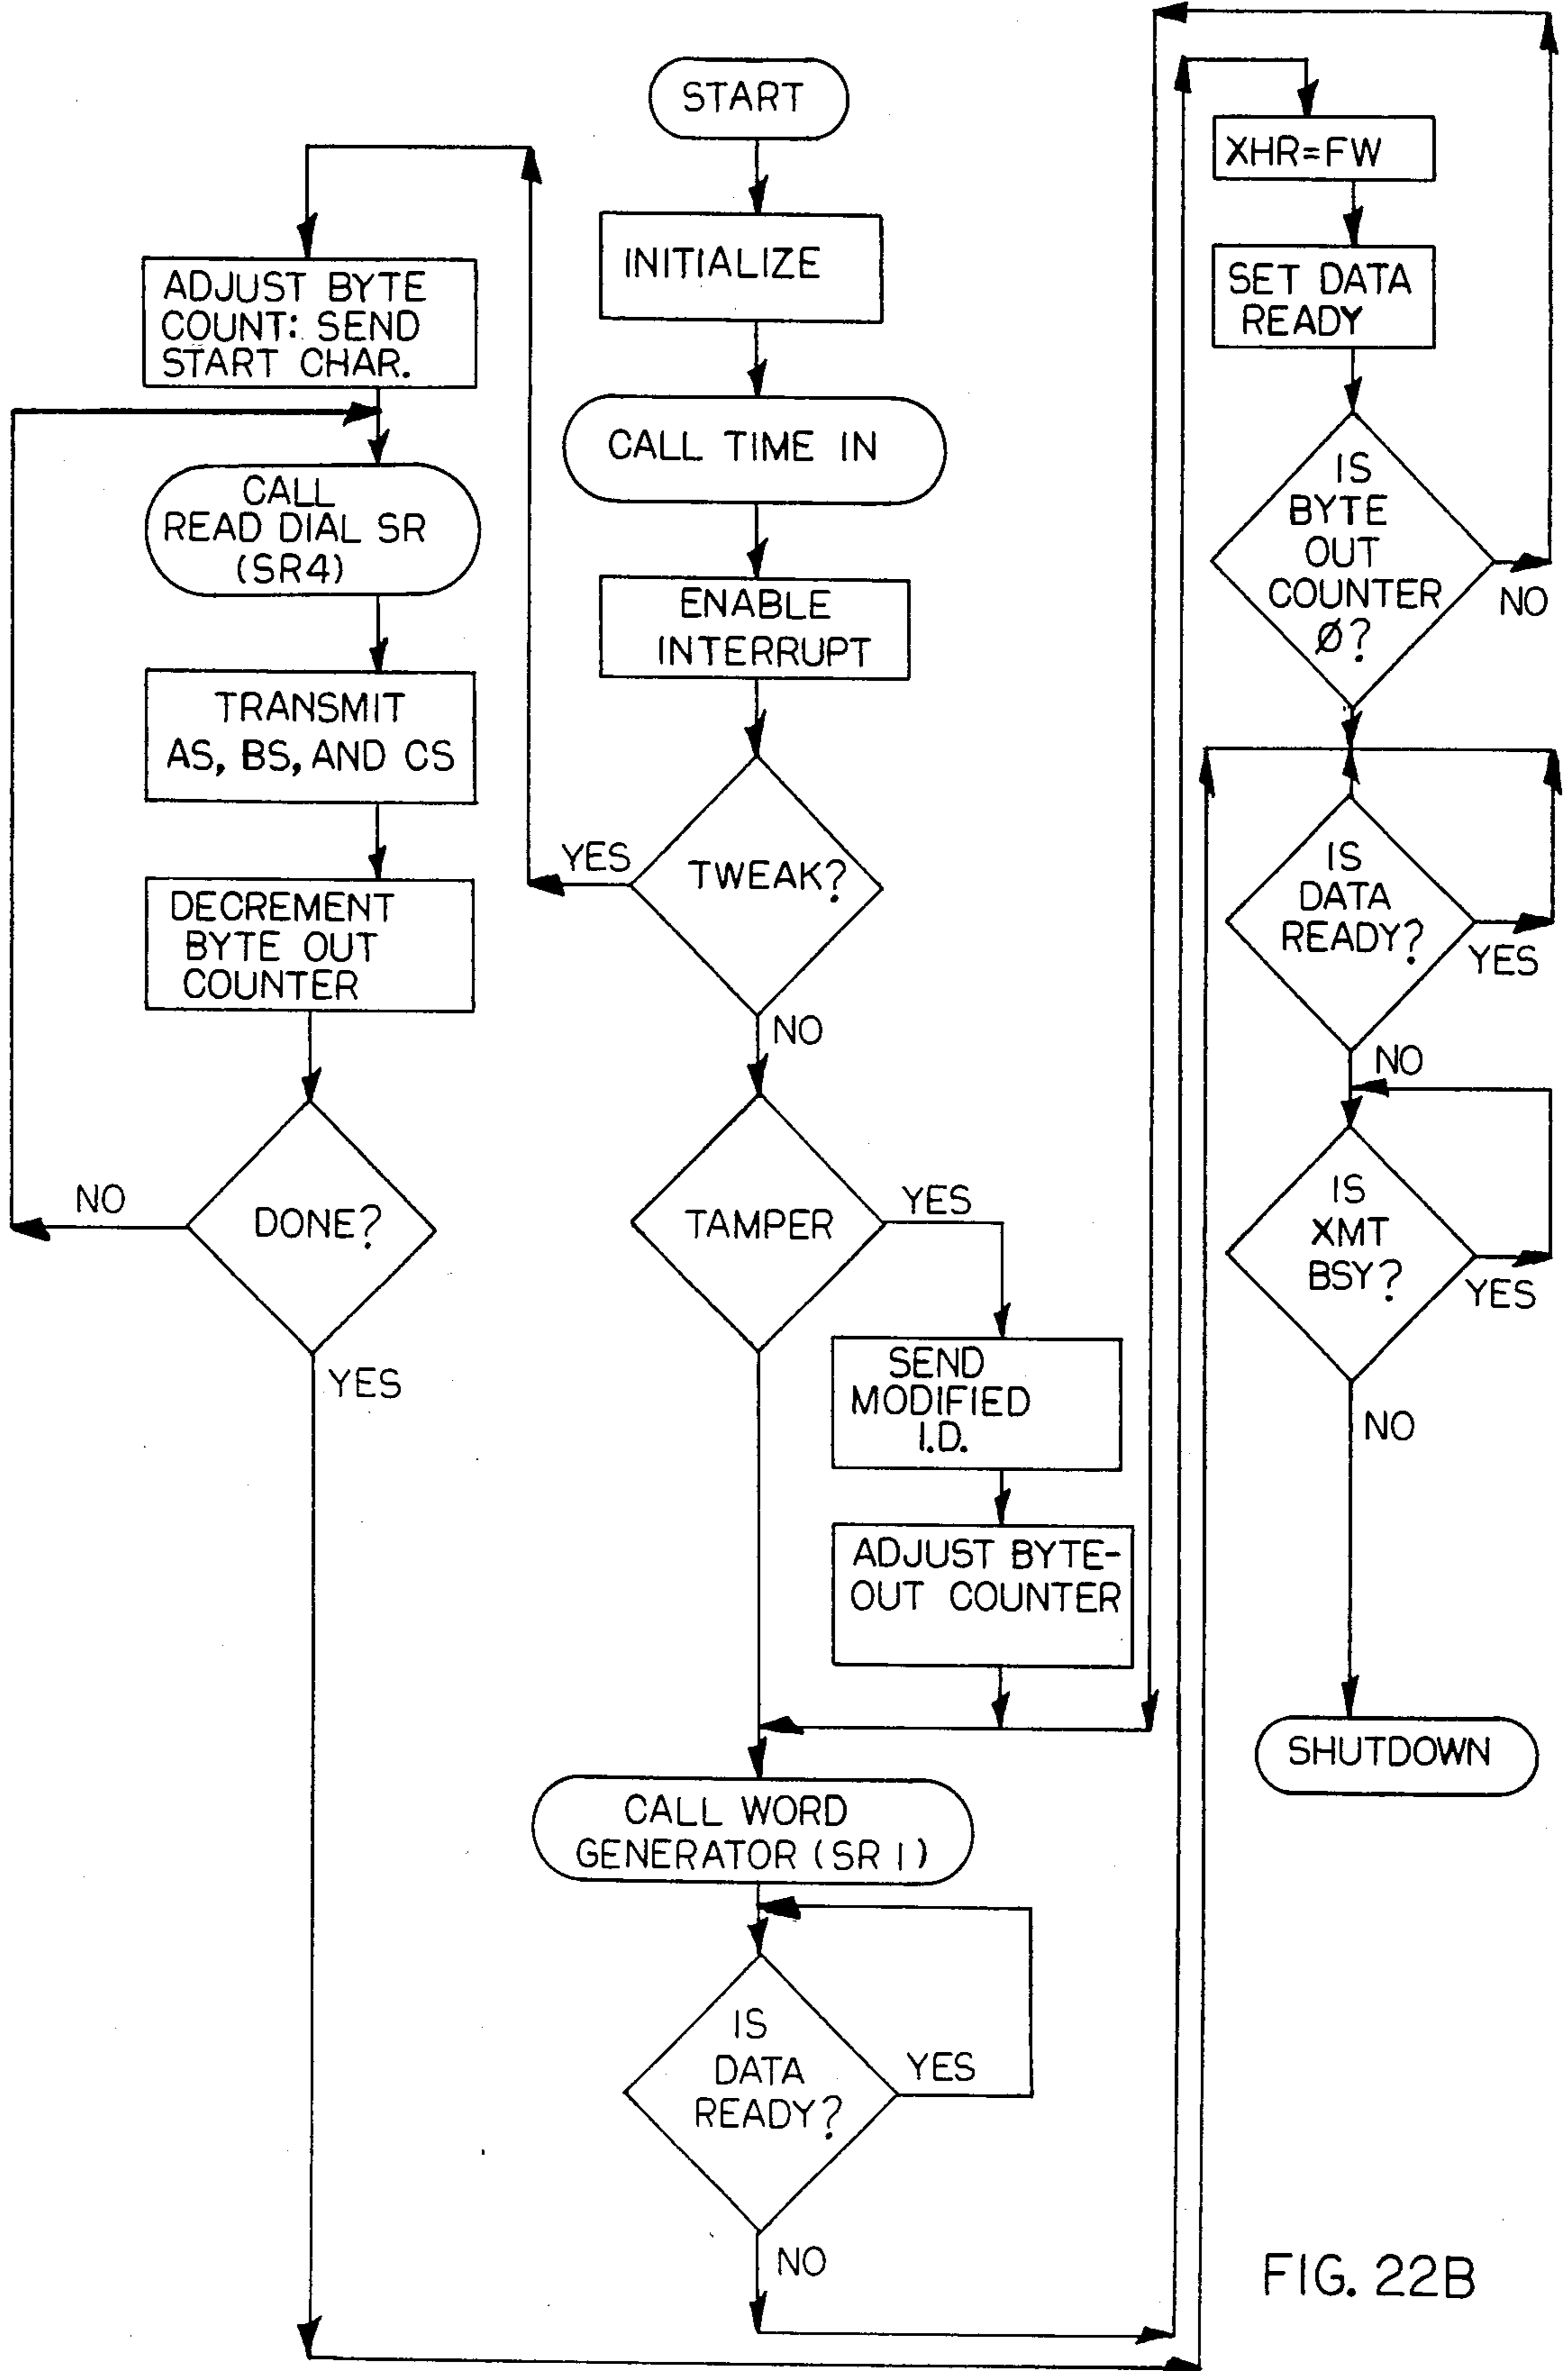 START
INITIALIZE
CALL TIME IN
ENABLE
INTERRUPT
TWEAK?
YES
NO
ADJUST BYTE
COUNT: SEND
START CHAR.
CALL
READ DIAL SR
(SR4)
TRANSMIT
AS, BS, AND CS
DECREMENT
BYTE OUT
COUNTER
DONE?
NO
YES
TAMPER
YES
SEND
MODIFIED
I.D.
ADJUST BYTE-
OUT COUNTER
CALL WORD
GENERATOR (SR 1)
IS
DATA
READY?
YES
NO
XHR=FW
SET DATA
READY
IS
BYTE
OUT
COUNTER
Ø?
NO
IS
DATA
READY?
YES
NO
IS
XMT
BSY?
YES
NO
SHUTDOWN
FIG. 22B